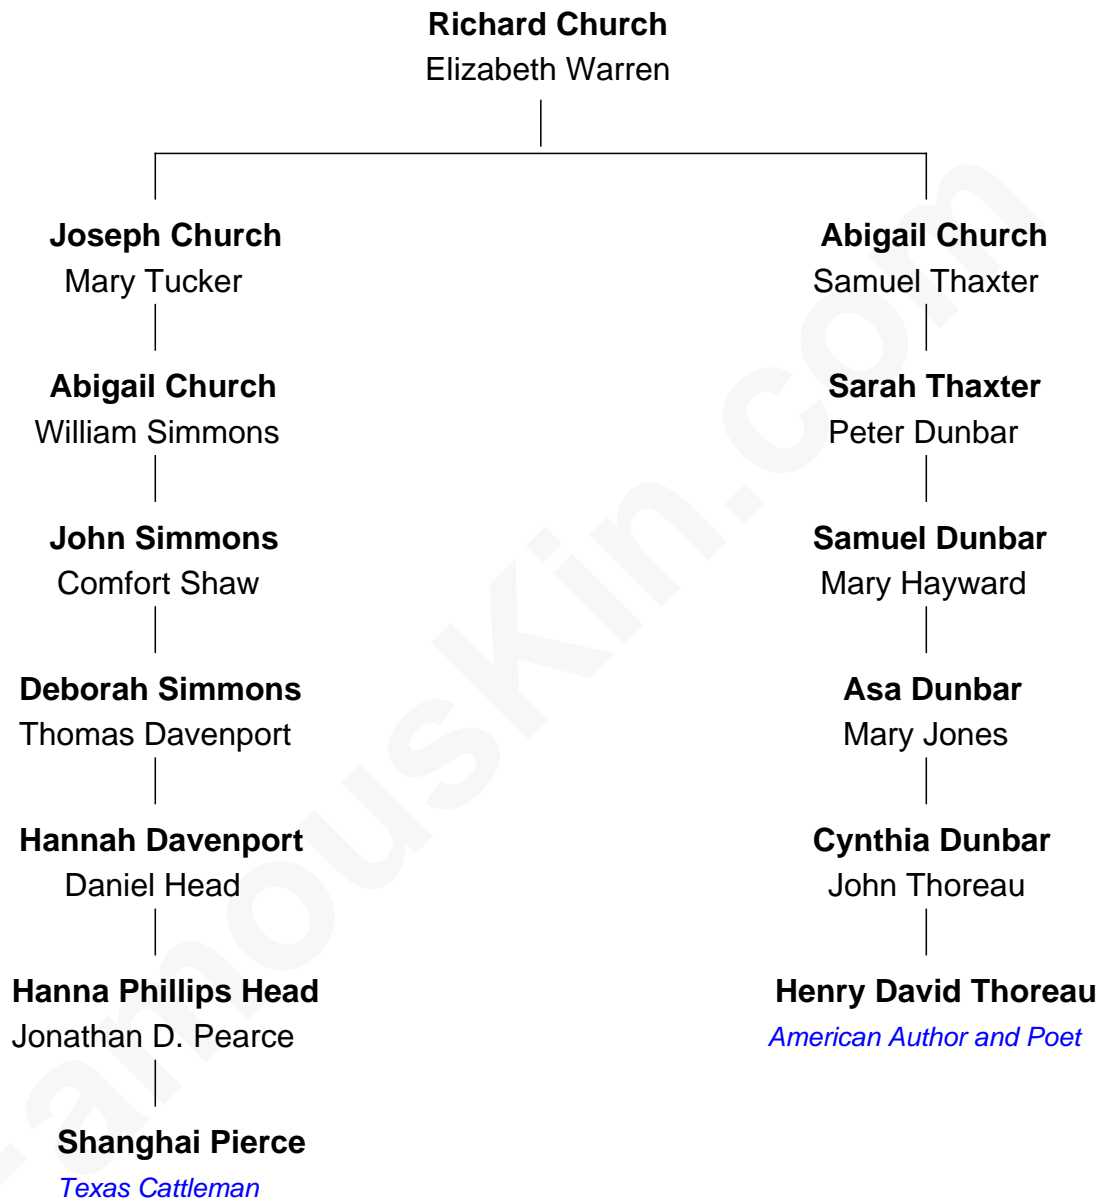 Richard Church
Elizabeth Warren
Joseph Church
Mary Tucker
Abigail Church
Samuel Thaxter
Abigail Church
William Simmons
Sarah Thaxter
Peter Dunbar
John Simmons
Comfort Shaw
Samuel Dunbar
Mary Hayward
Deborah Simmons
Thomas Davenport
Asa Dunbar
Mary Jones
Hannah Davenport
Daniel Head
Cynthia Dunbar
John Thoreau
Hanna Phillips Head
Jonathan D. Pearce
Henry David Thoreau
American Author and Poet
Shanghai Pierce
Texas Cattleman
FamousKin.com